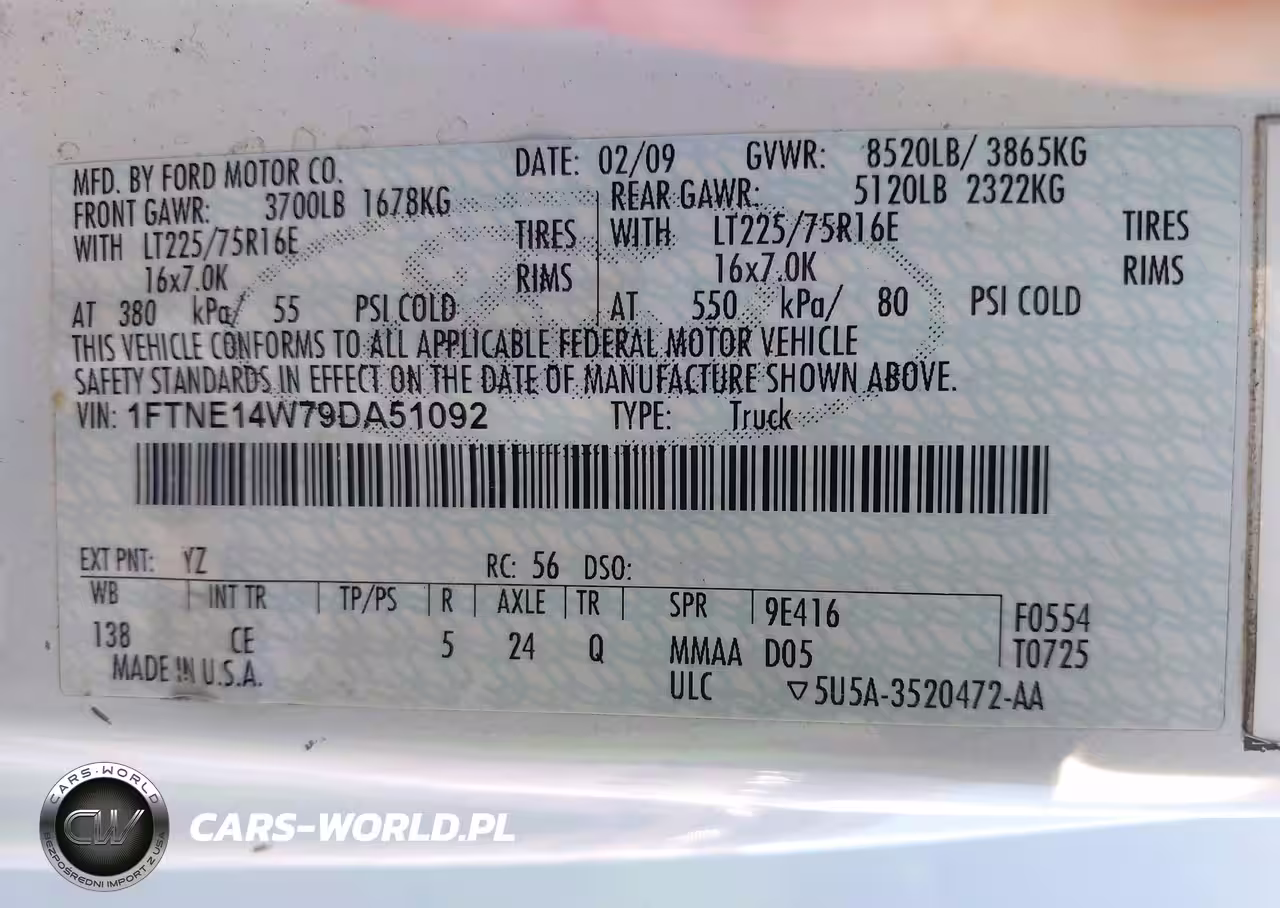 MFD. BY FORD MOTOR CO. DATE: 02/09 GVWR: 8520LB/ 3865KG
FRONT GAWR: 3700LB 1678KG REAR GAWR: 5120LB 2322KG
WITH LT225/75R16E TIRES WITH LT225/75R16E TIRES
16x7.0K RIMS 16x7.0K RIMS
AT 380 kPa/ 55 PSI COLD AT 550 kPa/ 80 PSI COLD
THIS VEHICLE CONFORMS TO ALL APPLICABLE FEDERAL MOTOR VEHICLE
SAFETY STANDARDS IN EFFECT ON THE DATE OF MANUFACTURE SHOWN ABOVE.
VIN: 1FTNE14W79DA51092 TYPE: Truck
EXT PNT: YZ RC: 56 DSO:
WB INT TR TP/PS R AXLE TR SPR 9E416 F0554
138 CE 5 24 Q MMAA D05 T0725
MADE IN U.S.A. ULC ▽5U5A-3520472-AA
CARS-WORLD
CW
BEZPOŚREDNI IMPORT Z USA
CARS-WORLD.PL